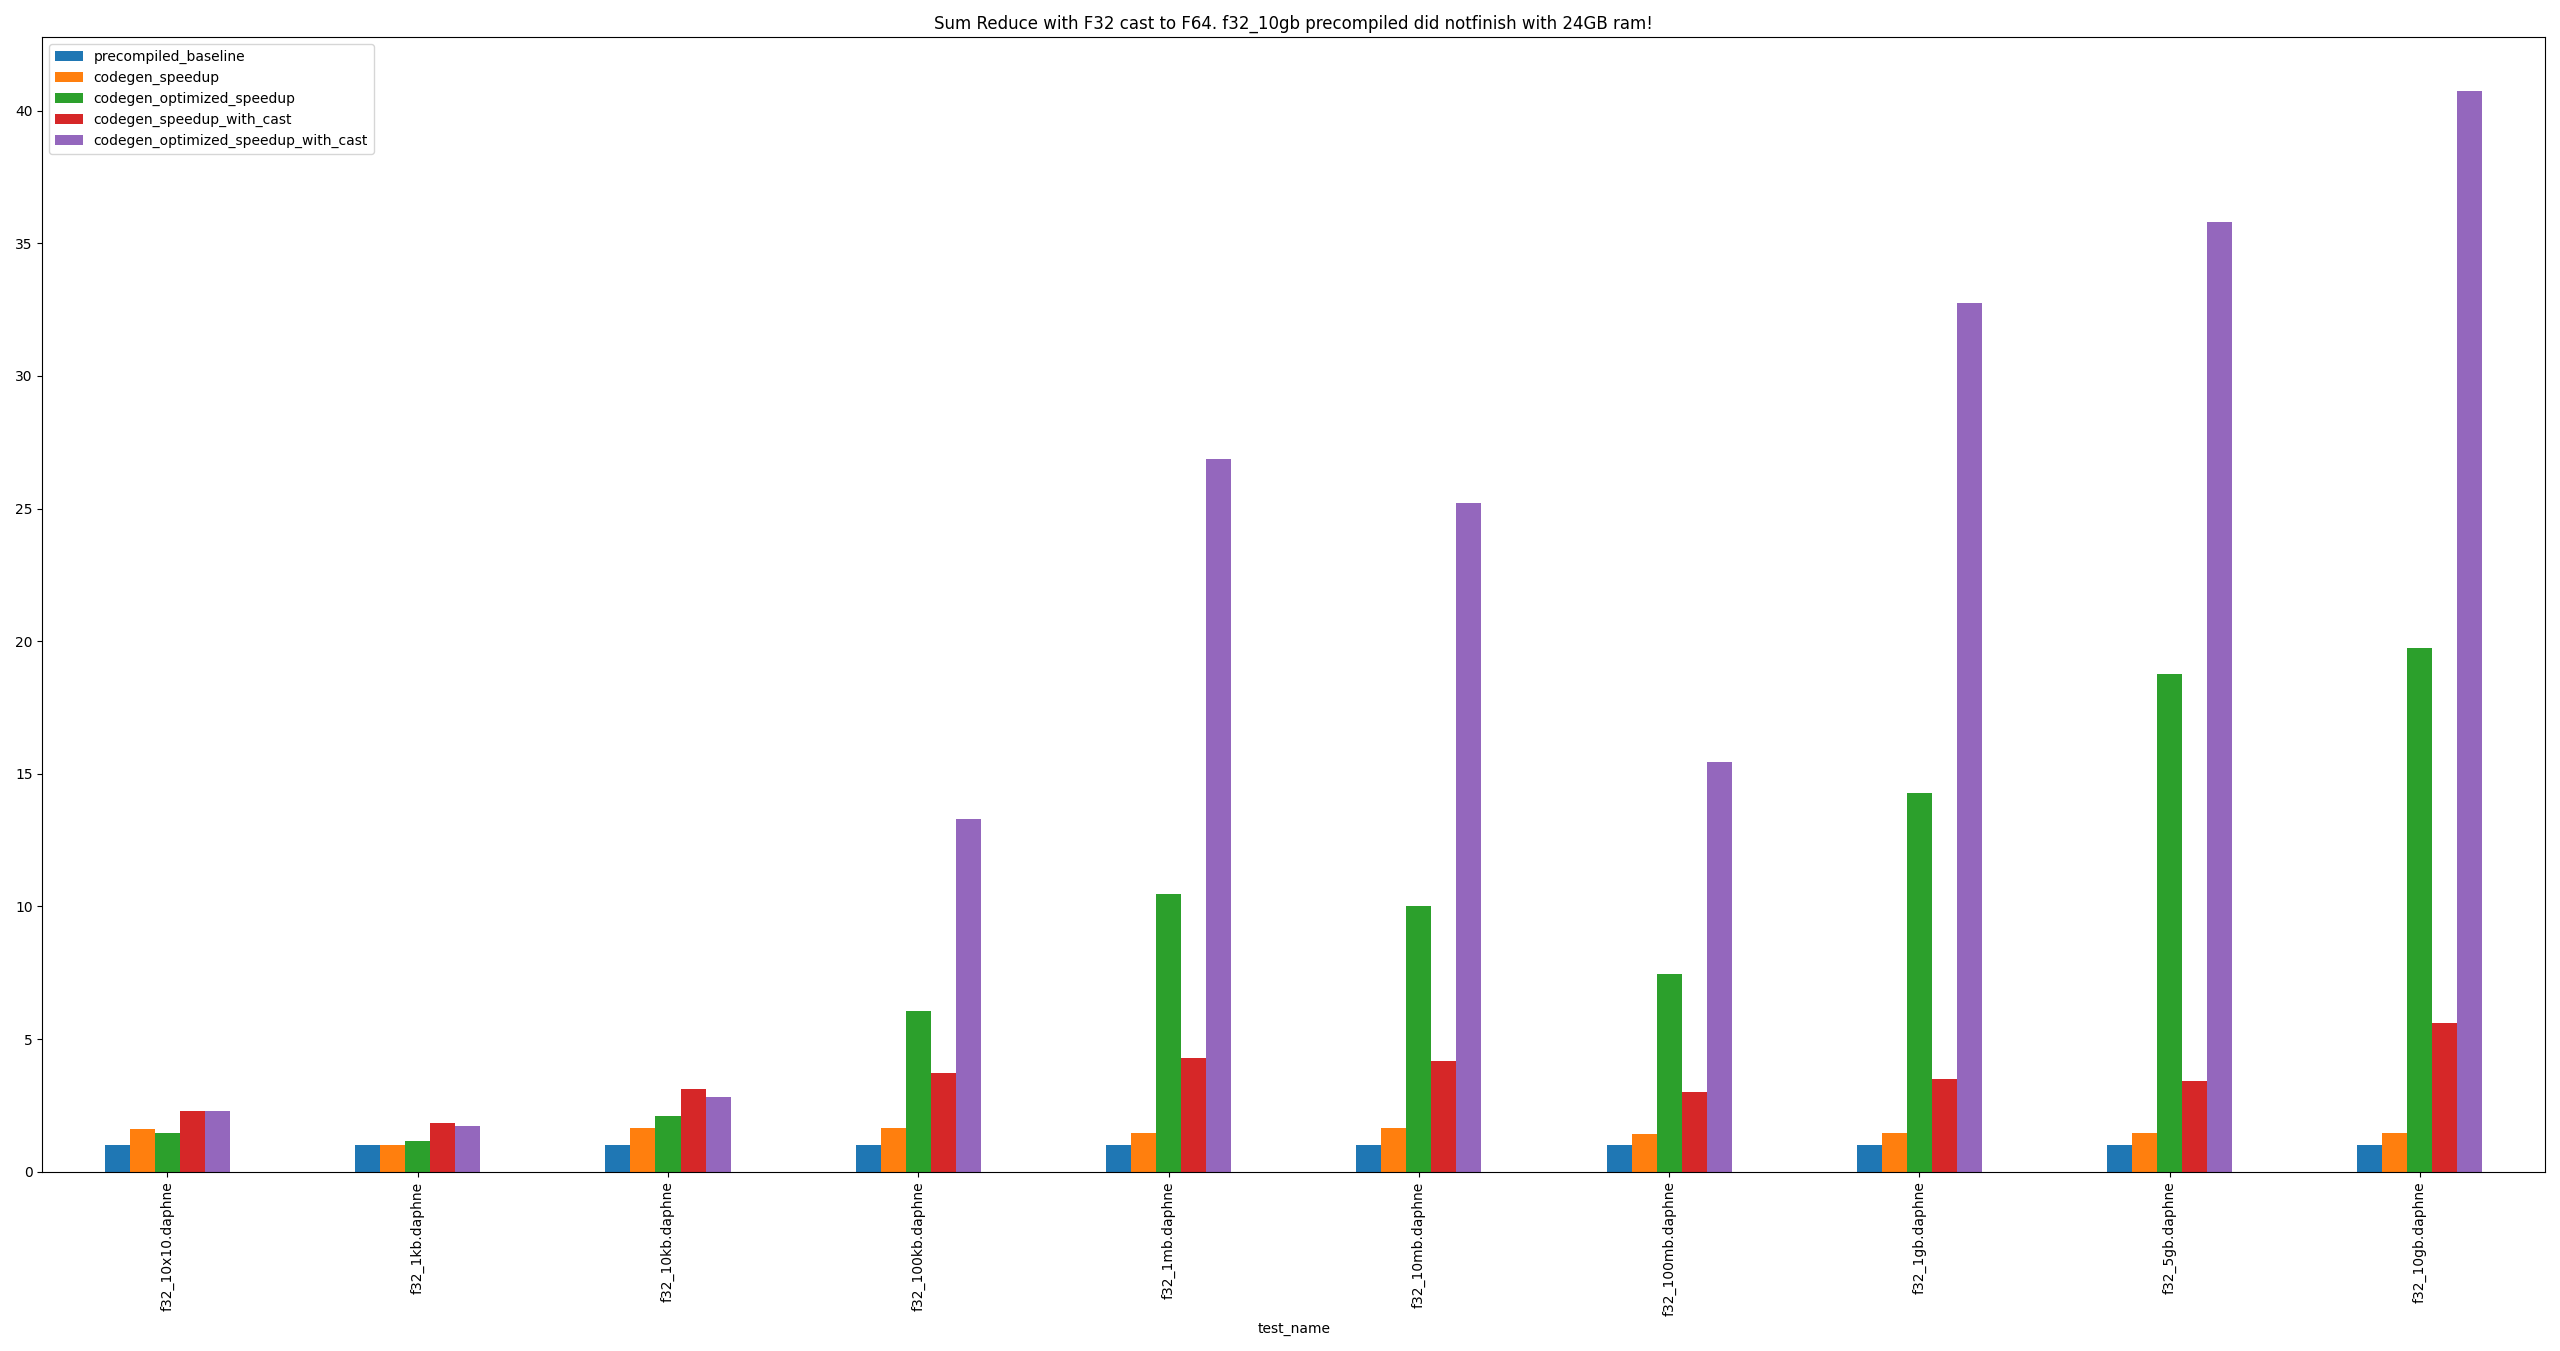 Sum Reduce with F32 cast to F64. f32_10gb precompiled did notfinish with 24GB ram!
precompiled_baseline
codegen_speedup
codegen_optimized_speedup
codegen_speedup_with_cast
codegen_optimized_speedup_with_cast
40
35
30
25
20
15
10
5
0
f32_10x10.daphne
f32_1kb.daphne
f32_10kb.daphne
f32_100kb.daphne
f32_1mb.daphne
f32_10mb.daphne
f32_100mb.daphne
f32_1gb.daphne
f32_5gb.daphne
f32_10gb.daphne
test_name